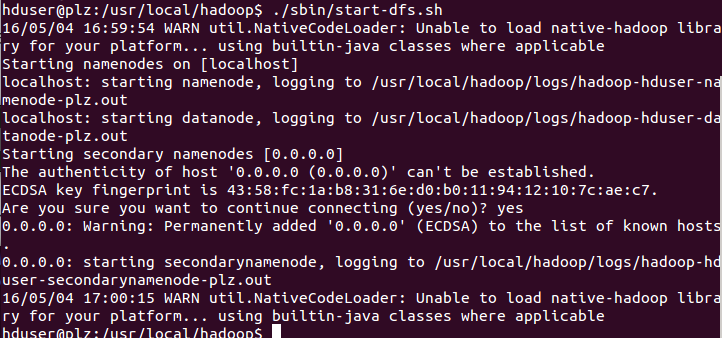 hduser@plz:/usr/local/hadoop$ ./sbin/start-dfs.sh
16/05/04 16:59:54 WARN util.NativeCodeLoader: Unable to load native-hadoop libra
ry for your platform... using builtin-java classes where applicable
Starting namenodes on [localhost]
localhost: starting namenode, logging to /usr/local/hadoop/logs/hadoop-hduser-na
menode-plz.out
localhost: starting datanode, logging to /usr/local/hadoop/logs/hadoop-hduser-da
tanode-plz.out
Starting secondary namenodes [0.0.0.0]
The authenticity of host '0.0.0.0 (0.0.0.0)' can't be established.
ECDSA key fingerprint is 43:58:fc:1a:b8:31:6e:d0:b0:11:94:12:10:7c:ae:c7.
Are you sure you want to continue connecting (yes/no)? yes
0.0.0.0: Warning: Permanently added '0.0.0.0' (ECDSA) to the list of known hosts
.
0.0.0.0: starting secondarynamenode, logging to /usr/local/hadoop/logs/hadoop-hd
user-secondarynamenode-plz.out
16/05/04 17:00:15 WARN util.NativeCodeLoader: Unable to load native-hadoop libra
ry for your platform... using builtin-java classes where applicable
hduser@plz:/usr/local/hadoop$